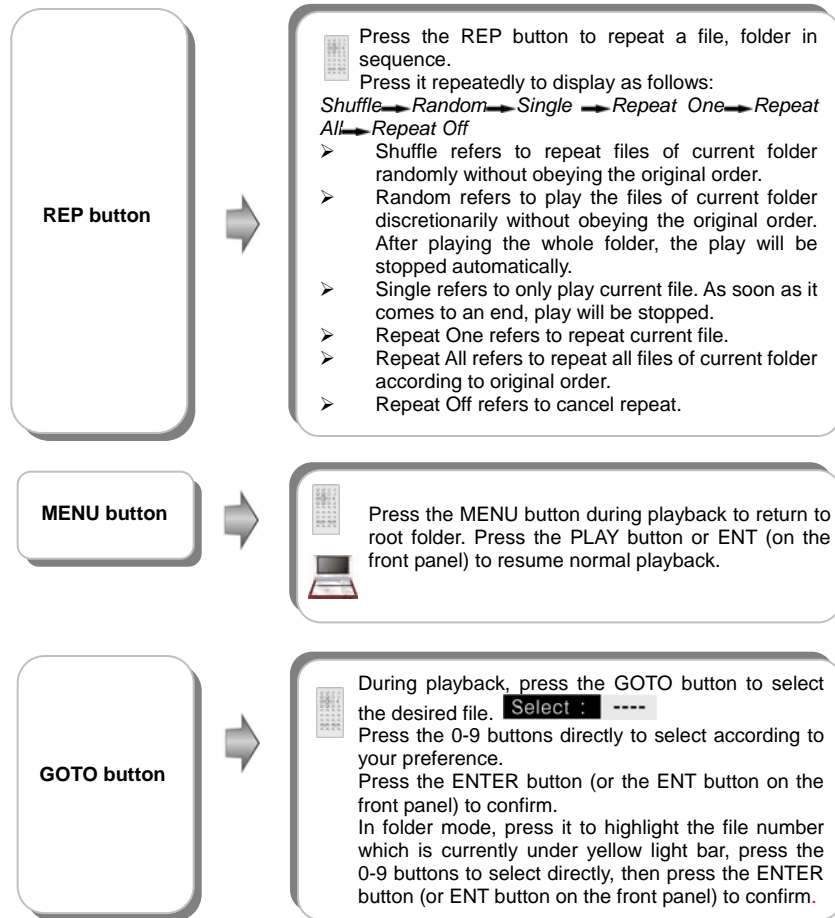 REP button
Press the REP button to repeat a file, folder in
sequence.
Press it repeatedly to display as follows:
Shuffle→Random→Single →Repeat One→Repeat
All→Repeat Off
➢ Shuffle refers to repeat files of current folder
randomly without obeying the original order.
➢ Random refers to play the files of current folder
discretionarily without obeying the original order.
After playing the whole folder, the play will be
stopped automatically.
➢ Single refers to only play current file. As soon as it
comes to an end, play will be stopped.
➢ Repeat One refers to repeat current file.
➢ Repeat All refers to repeat all files of current folder
according to original order.
➢ Repeat Off refers to cancel repeat.
MENU button
Press the MENU button during playback to return to
root folder. Press the PLAY button or ENT (on the
front panel) to resume normal playback.
GOTO button
During playback, press the GOTO button to select
the desired file. Select : ----
Press the 0-9 buttons directly to select according to
your preference.
Press the ENTER button (or the ENT button on the
front panel) to confirm.
In folder mode, press it to highlight the file number
which is currently under yellow light bar, press the
0-9 buttons to select directly, then press the ENTER
button (or ENT button on the front panel) to confirm.